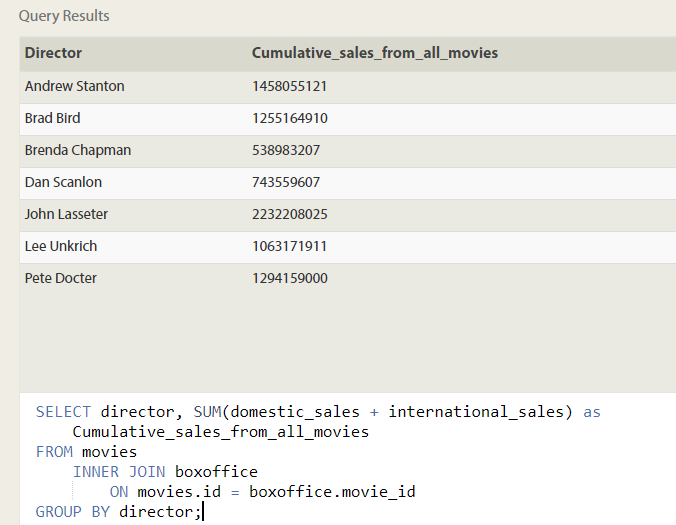 Query Results
Director Cumulative_sales_from_all_movies
Andrew Stanton 1458055121
Brad Bird 1255164910
Brenda Chapman 538983207
Dan Scanlon 743559607
John Lasseter 2232208025
Lee Unkrich 1063171911
Pete Docter 1294159000
SELECT director, SUM(domestic_sales + international_sales) as
Cumulative_sales_from_all_movies
FROM movies
INNER JOIN boxoffice
ON movies.id = boxoffice.movie_id
GROUP BY director;